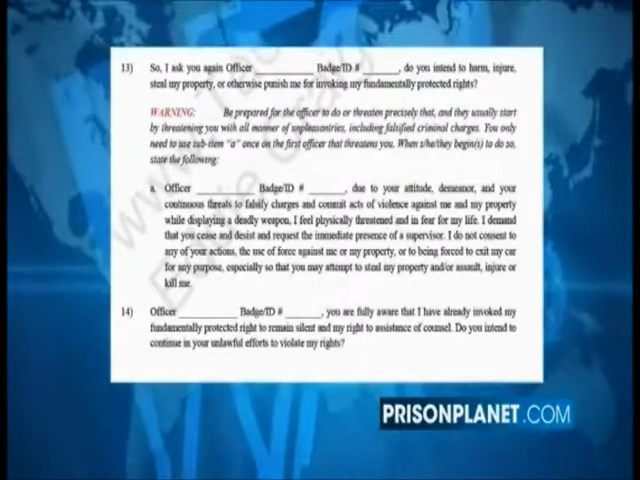 13) So, I ask you again Officer ____________ Badge/ID # _______, do you intend to harm, injure,
steal my property, or otherwise punish me for invoking my fundamentally protected rights?
WARNING: Be prepared for the officer to do or threaten precisely that, and they usually start
by threatening you with all manner of unpleasantries, including falsified criminal charges. You only
need to use sub-item "a" once on the first officer that threatens you. When s/he/they begin(s) to do so,
state the following:
a. Officer ____________ Badge/ID # _______, due to your attitude, demeanor, and your
continuous threats to falsify charges and commit acts of violence against me and my property
while displaying a deadly weapon, I feel physically threatened and in fear for my life. I demand
that you cease and desist and request the immediate presence of a supervisor. I do not consent to
any of your actions, the use of force against me or my property, or to being forced to exit my car
for any purpose, especially so that you may attempt to steal my property and/or assault, injure or
kill me.
14) Officer ____________ Badge/ID # _______, you are fully aware that I have already invoked my
fundamentally protected right to remain silent and my right to assistance of counsel. Do you intend to
continue in your unlawful efforts to violate my rights?
PRISONPLANET.COM